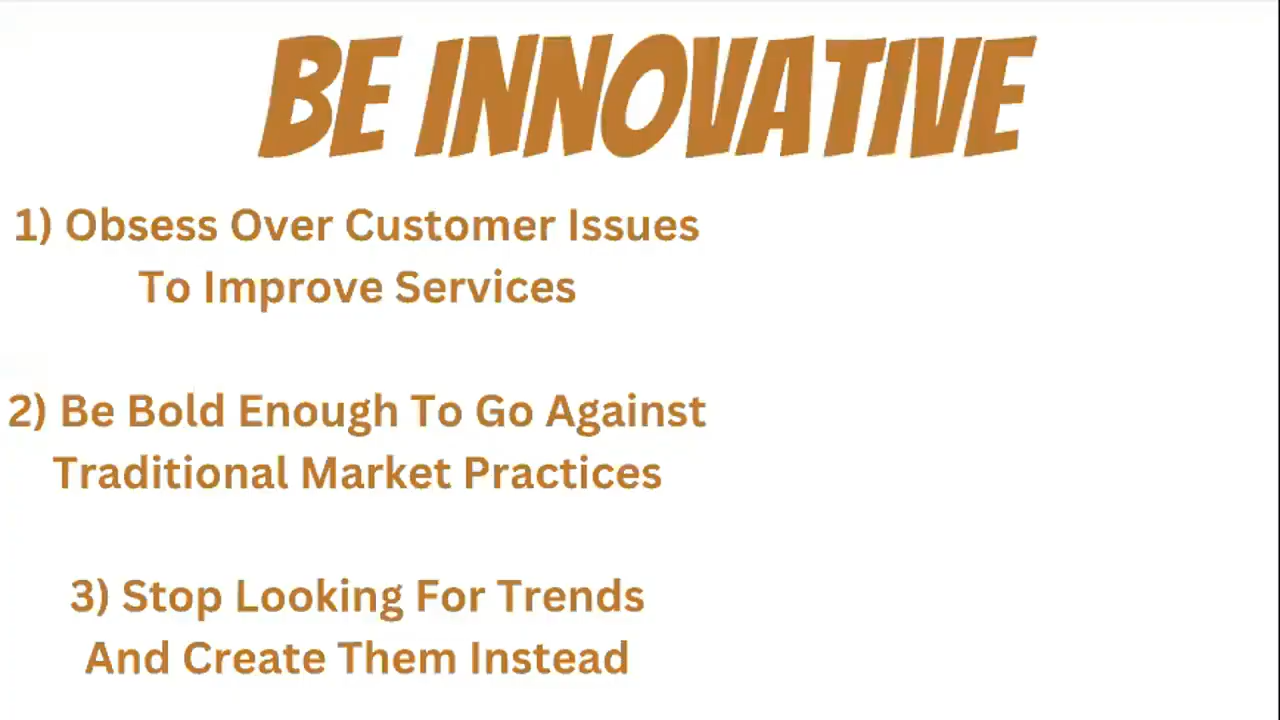 BE INNOVATIVE
1) Obsess Over Customer Issues
To Improve Services
2) Be Bold Enough To Go Against
Traditional Market Practices
3) Stop Looking For Trends
And Create Them Instead